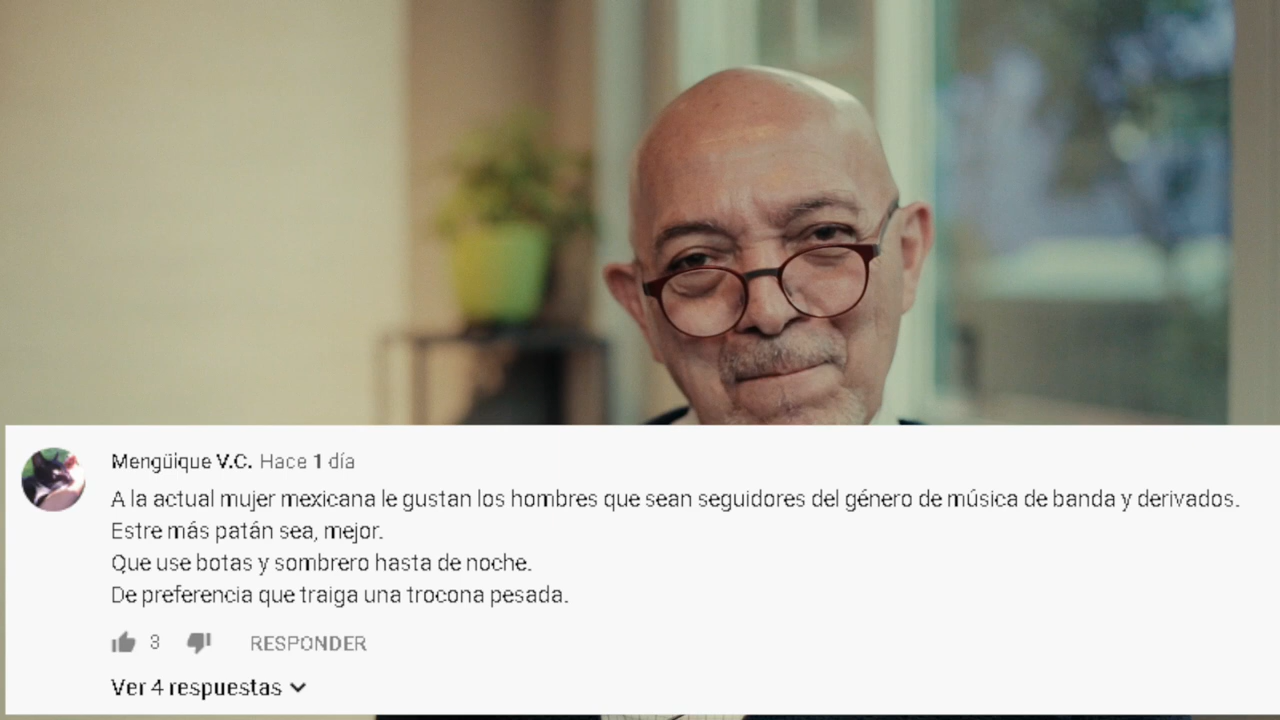 Mengüique V.C. Hace 1 día
A la actual mujer mexicana le gustan los hombres que sean seguidores del género de música de banda y derivados.
Estre más patán sea, mejor.
Que use botas y sombrero hasta de noche.
De preferencia que traiga una trocona pesada.
3 RESPONDER
Ver 4 respuestas